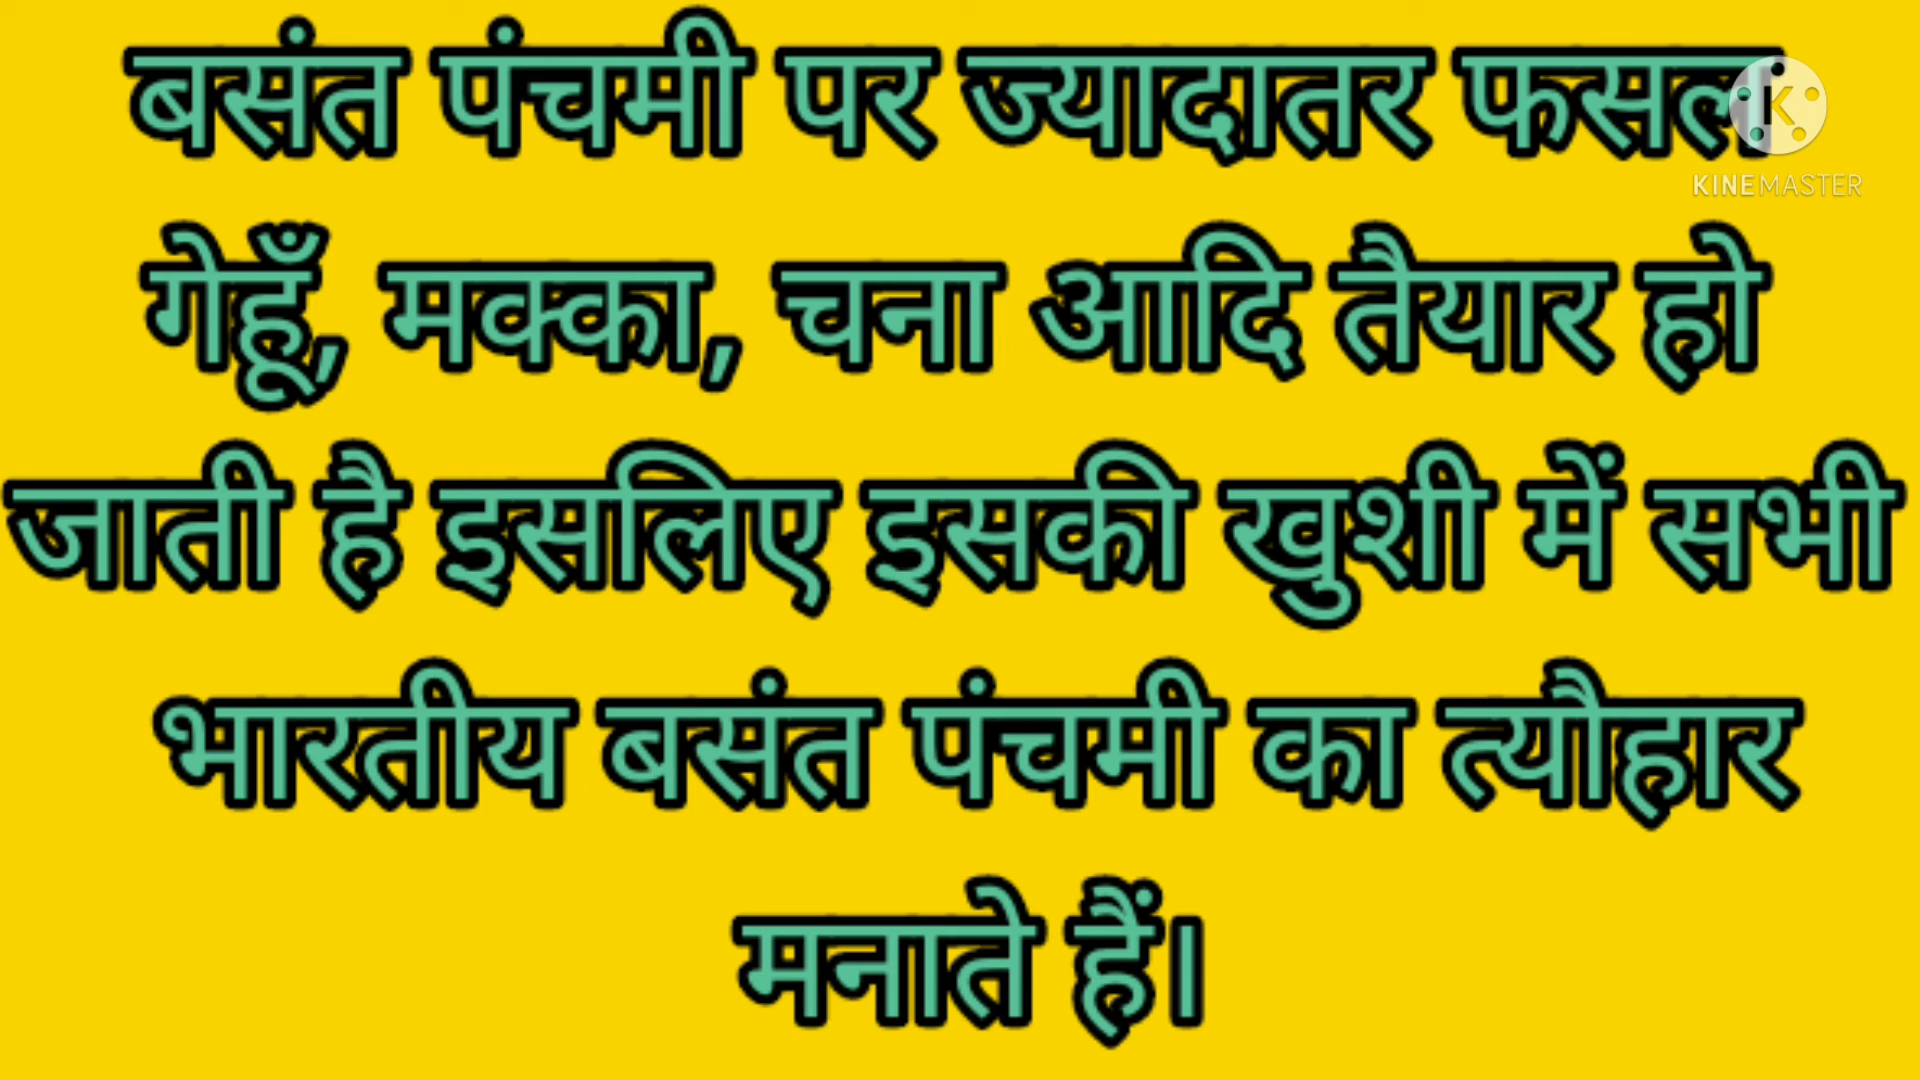 बसंत पंचमी पर ज्यादातर फसल
गेहूँ, मक्का, चना आदि तैयार हो
जाती है इसलिए इसकी खुशी में सभी
भारतीय बसंत पंचमी का त्यौहार
मनाते हैं।
K
KINEMASTER